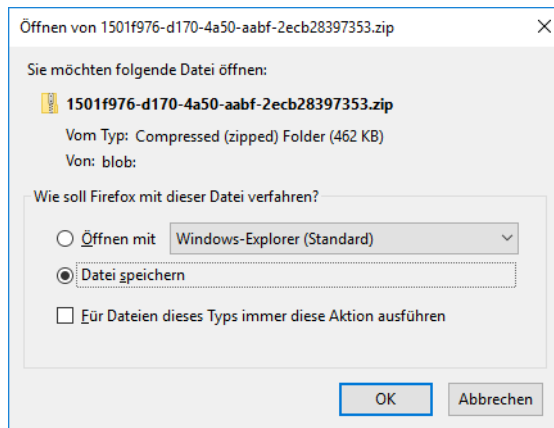 Öffnen von 1501f976-d170-4a50-aabf-2ecb28397353.zip
Sie möchten folgende Datei öffnen:
1501f976-d170-4a50-aabf-2ecb28397353.zip
Vom Typ: Compressed (zipped) Folder (462 KB)
Von: blob:
Wie soll Firefox mit dieser Datei verfahren?
Öffnen mit Windows-Explorer (Standard)
Datei speichern
Für Dateien dieses Typs immer diese Aktion ausführen
OK Abbrechen